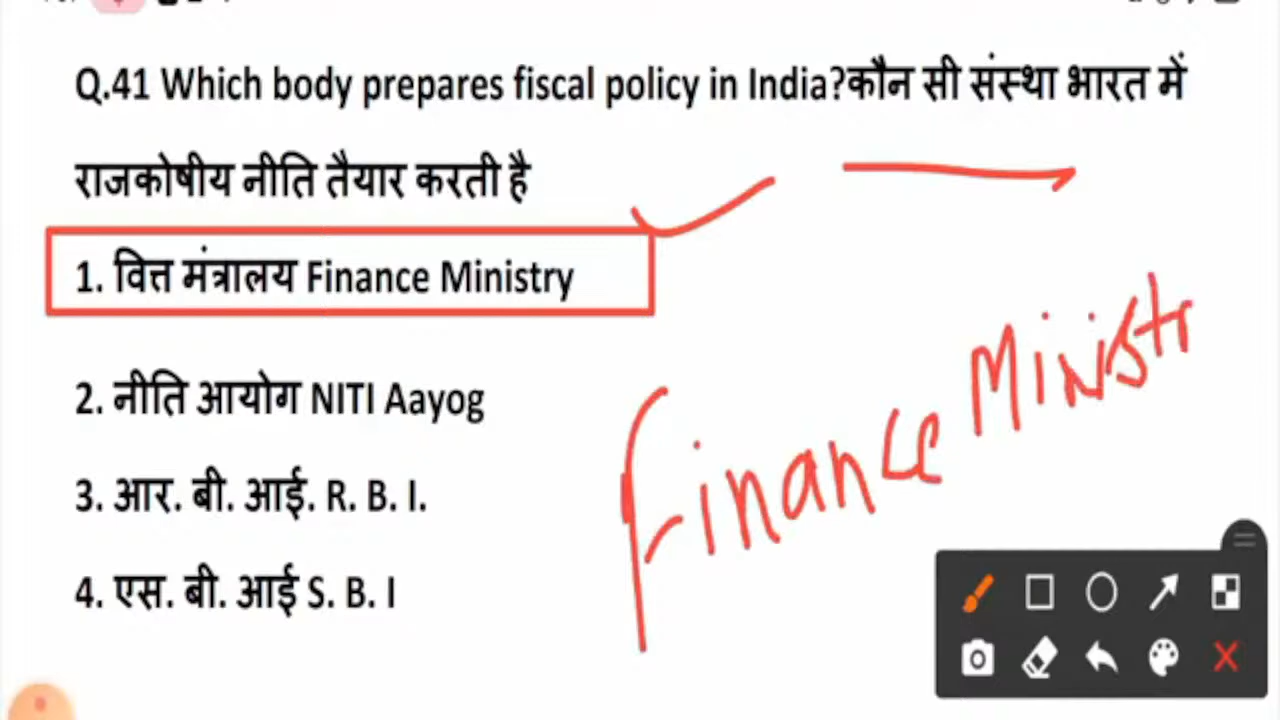 Q.41 Which body prepares fiscal policy in India?कौन सी संस्था भारत में
राजकोषीय नीति तैयार करती है
1. वित्त मंत्रालय Finance Ministry
2. नीति आयोग NITI Aayog
3. आर. बी. आई. R. B. I.
4. एस. बी. आई S. B. I
Finance Ministr